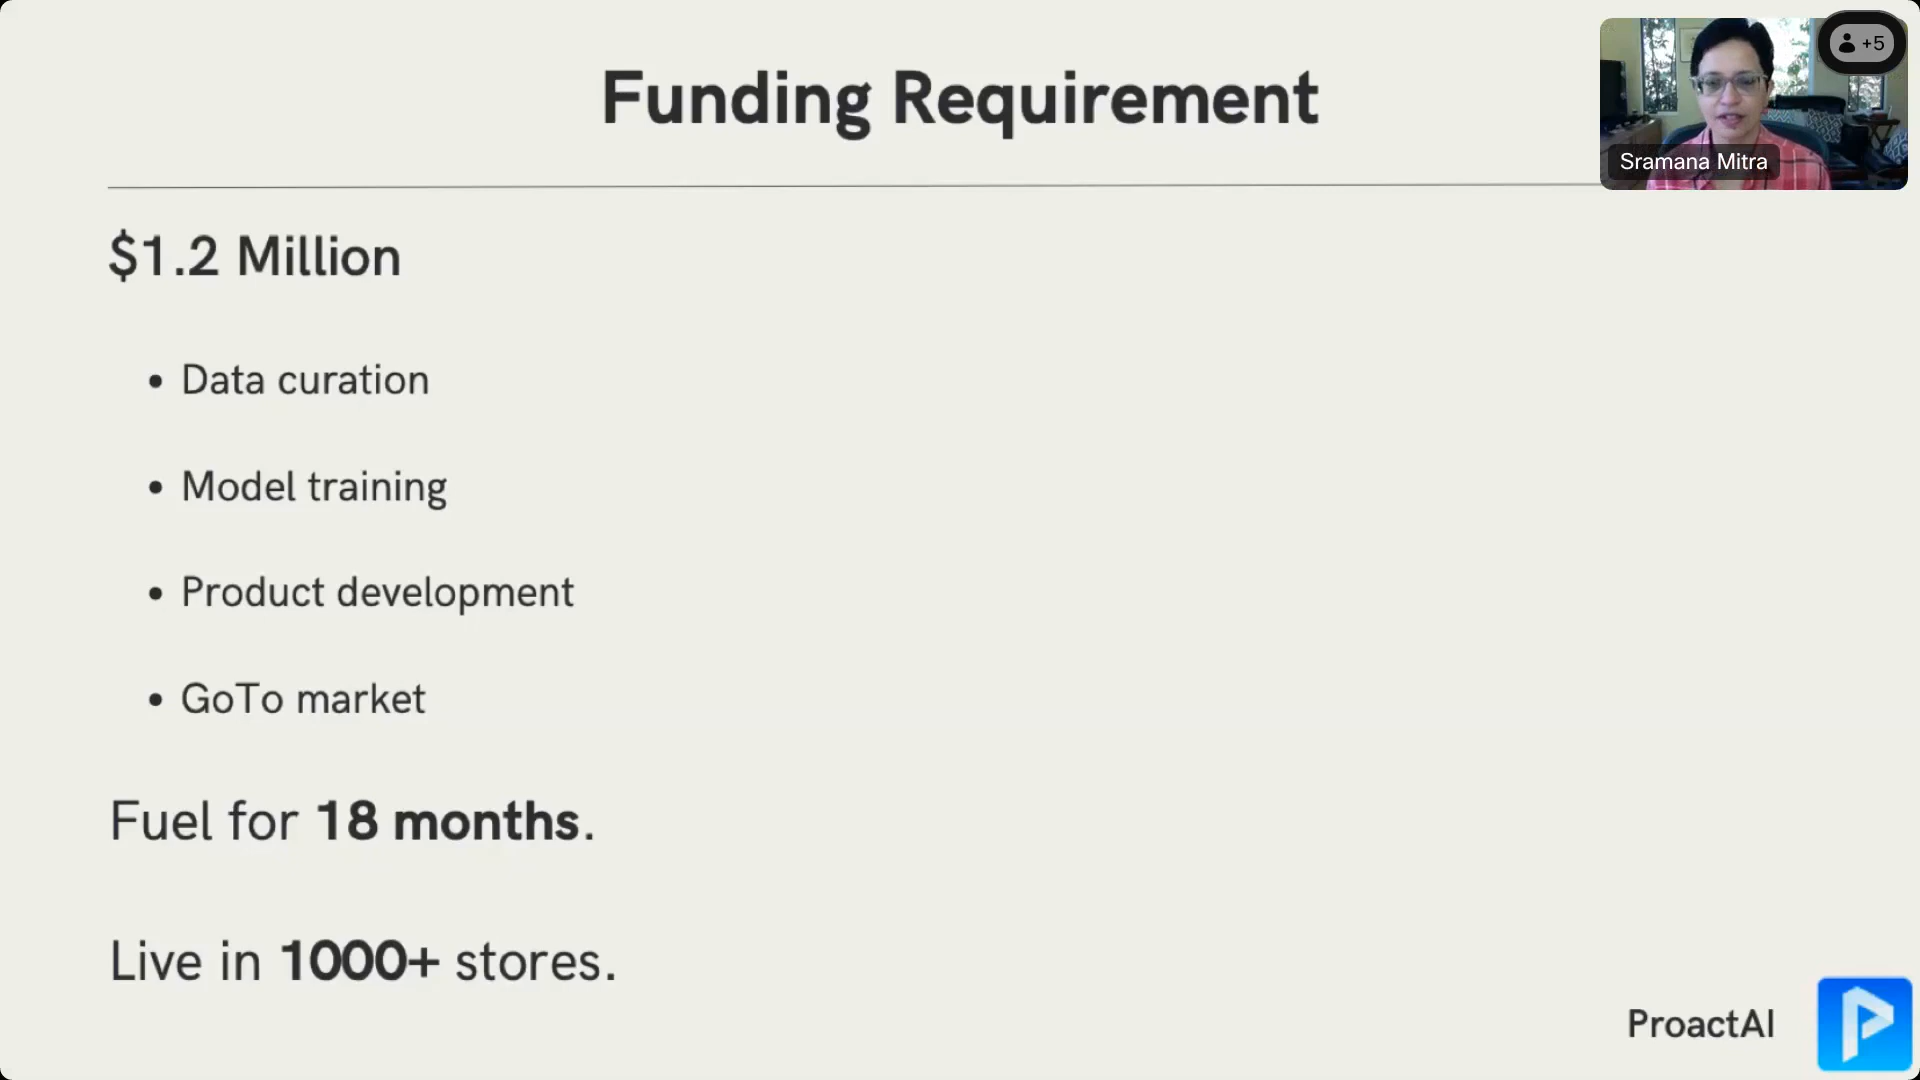 Funding Requirement
+5
Sramana Mitra
$1.2 Million
• Data curation
• Model training
• Product development
• GoTo market
Fuel for 18 months.
Live in 1000+ stores.
ProactAI